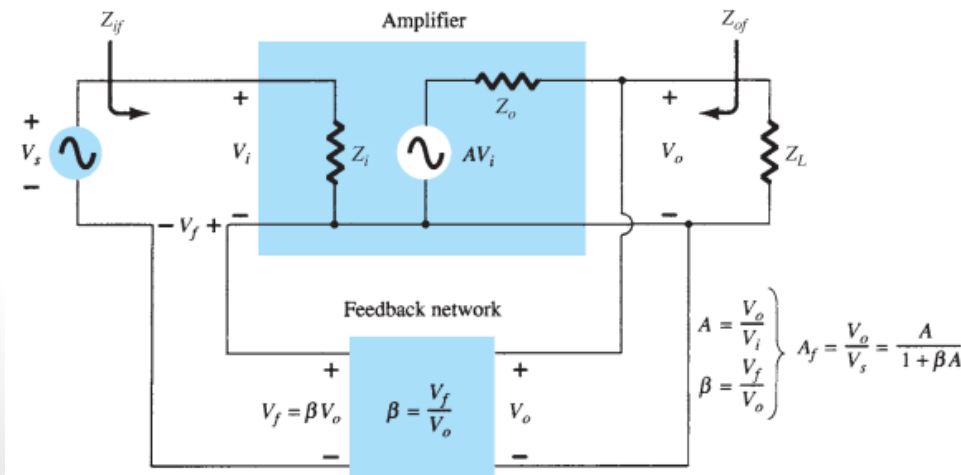 Amplifier
Z_if
Z_of
+
V_s
−
+
V_i
−
Z_i
AV_i
Z_o
+
V_o
−
Z_L
− V_f +
Feedback network
+
V_f = βV_o
−
β = V_f / V_o
+
V_o
−
A = V_o / V_i
β = V_f / V_o
A_f = V_o / V_s = A / (1 + βA)